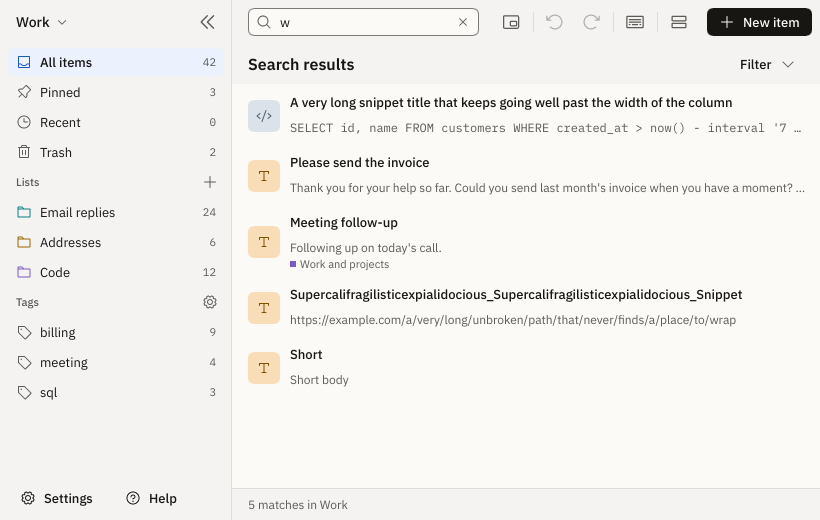 Work
w
New item
All items 42
Pinned 3
Recent 0
Trash 2
Lists
Email replies 24
Addresses 6
Code 12
Tags
billing 9
meeting 4
sql 3
Settings
Help
Search results
Filter
</>
A very long snippet title that keeps going well past the width of the column
SELECT id, name FROM customers WHERE created_at > now() - interval '7 …
T
Please send the invoice
Thank you for your help so far. Could you send last month's invoice when you have a moment? …
T
Meeting follow-up
Following up on today's call.
Work and projects
T
Supercalifragilisticexpialidocious_Supercalifragilisticexpialidocious_Snippet
https://example.com/a/very/long/unbroken/path/that/never/finds/a/place/to/wrap
T
Short
Short body
5 matches in Work